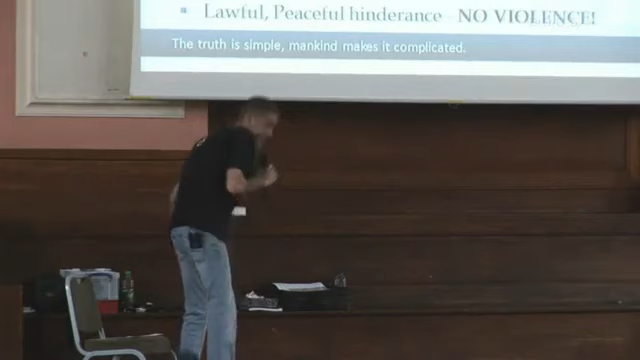 Lawful, Peaceful hinderance - NO VIOLENCE!
The truth is simple, mankind makes it complicated.